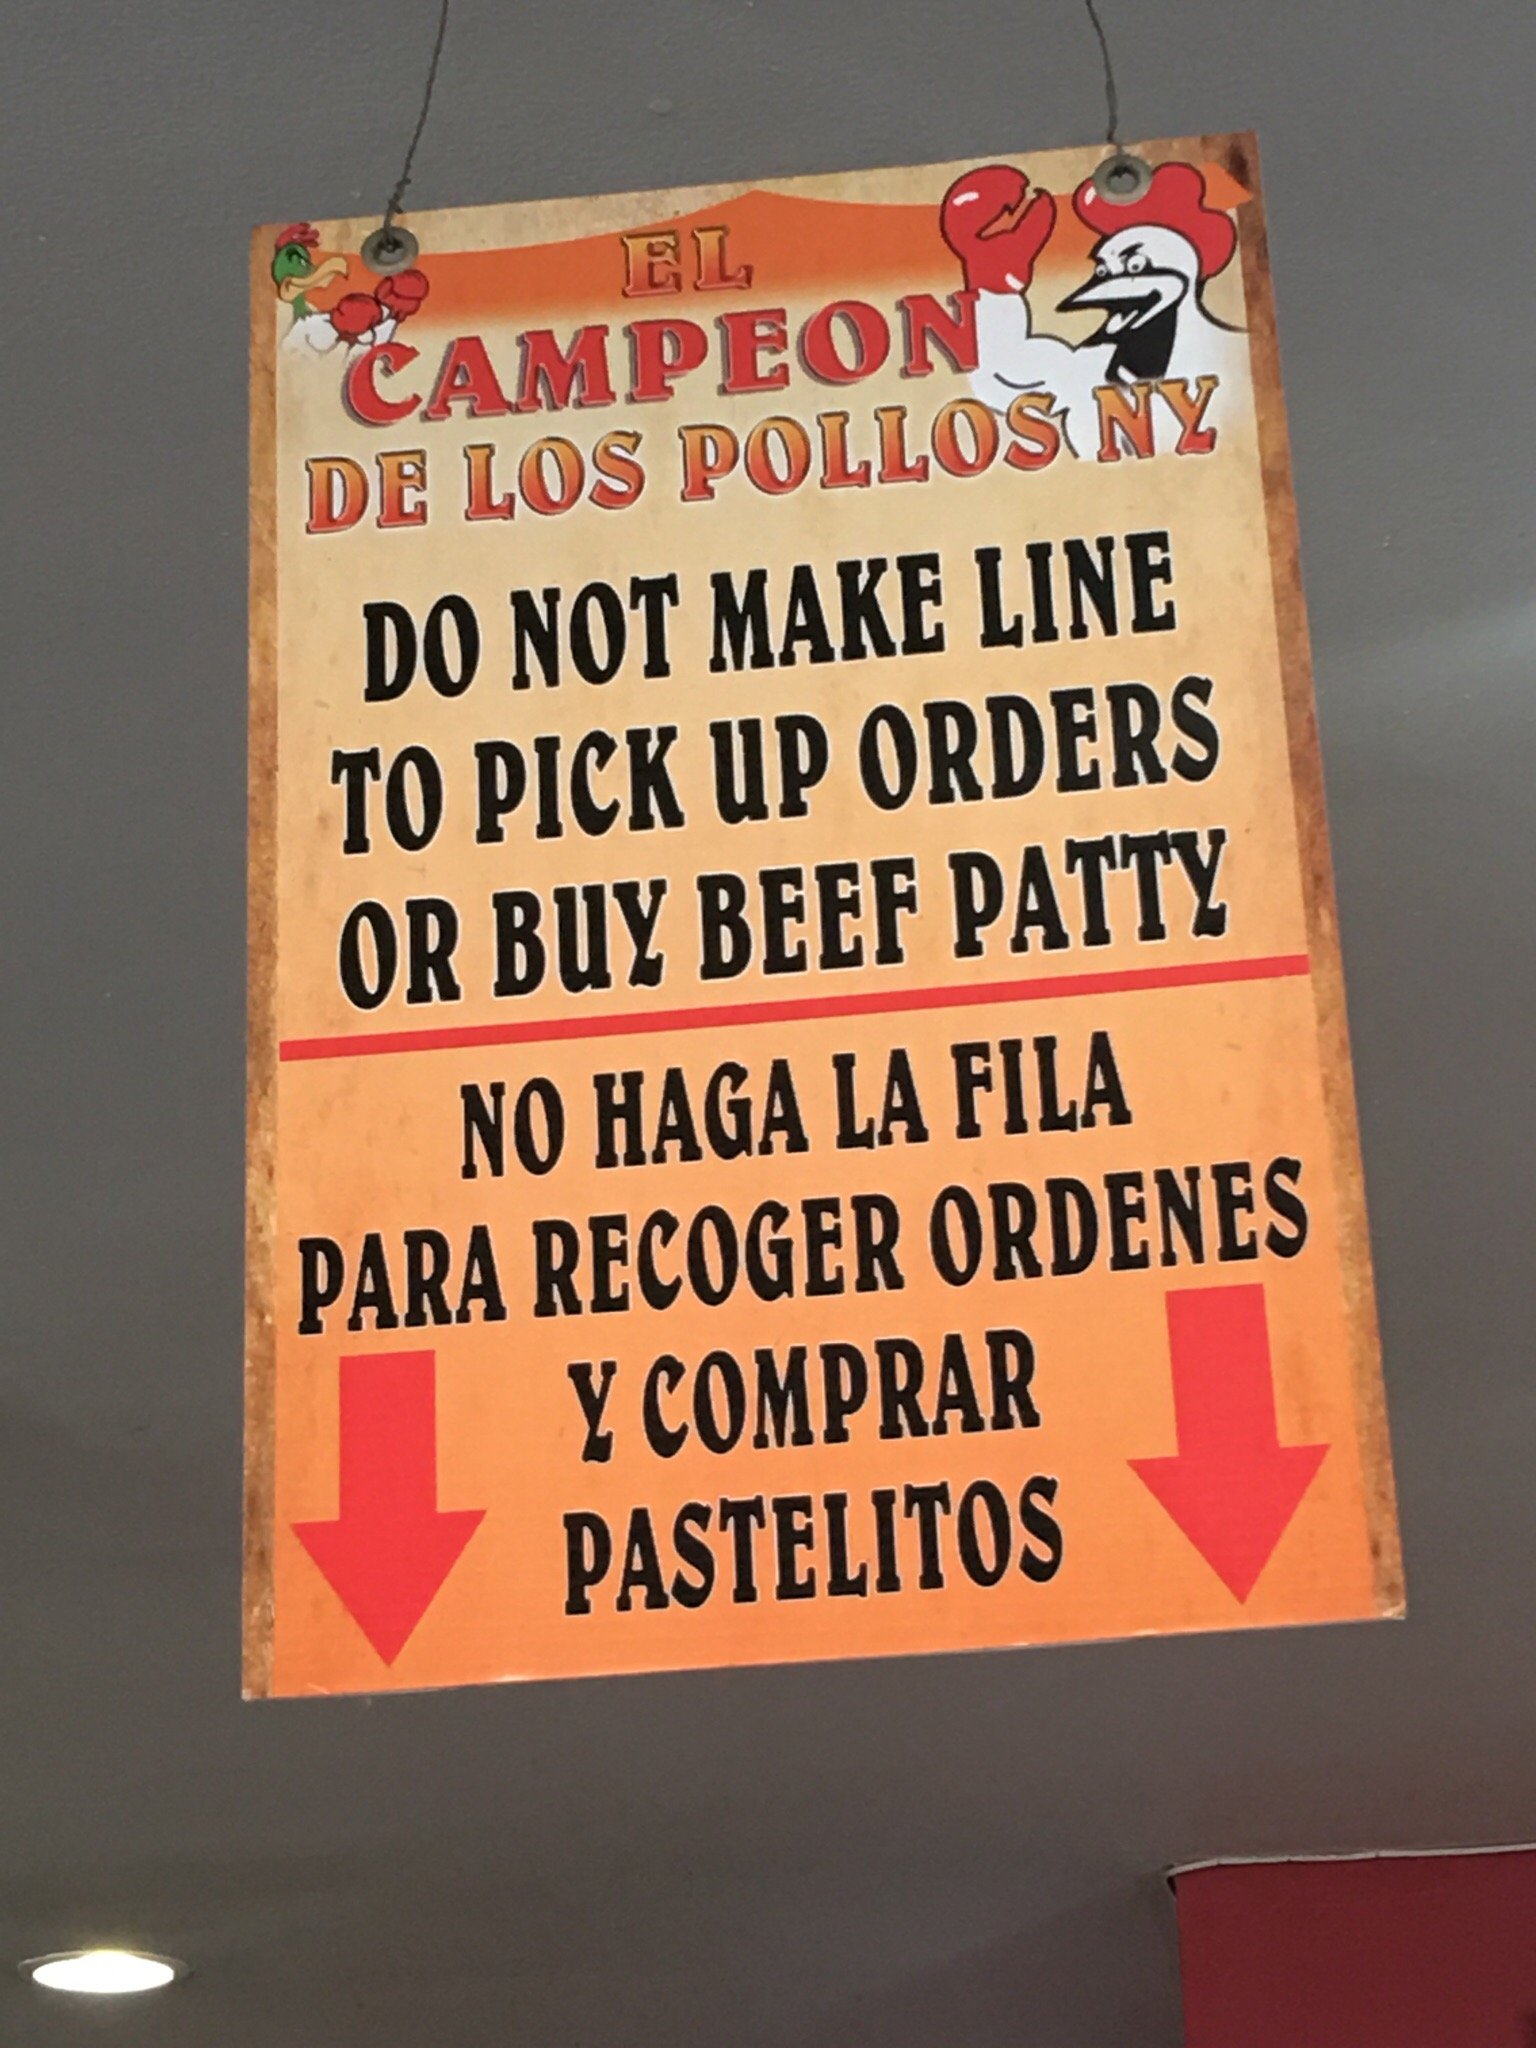 EL
CAMPEON
DE LOS POLLOS NY
DO NOT MAKE LINE
TO PICK UP ORDERS
OR BUY BEEF PATTY
NO HAGA LA FILA
PARA RECOGER ORDENES
Y COMPRAR
PASTELITOS